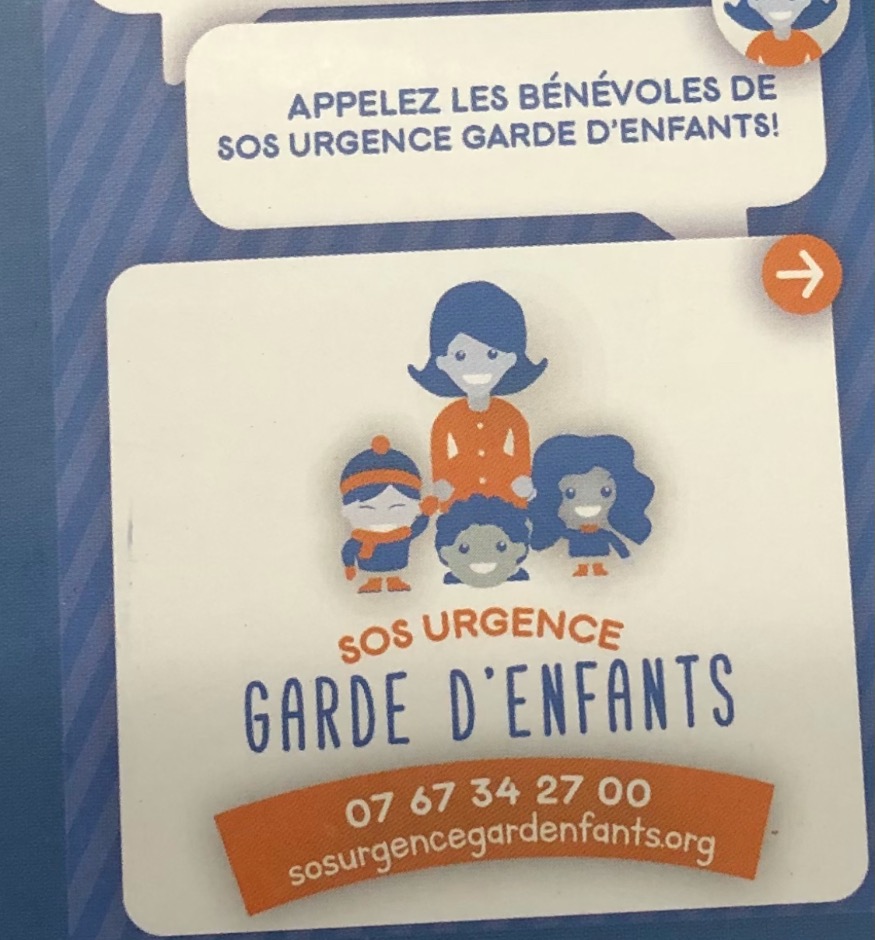 APPELEZ LES BÉNÉVOLES DE
SOS URGENCE GARDE D'ENFANTS!
SOS URGENCE
GARDE D'ENFANTS
07 67 34 27 00
sosurgencegardenfants.org